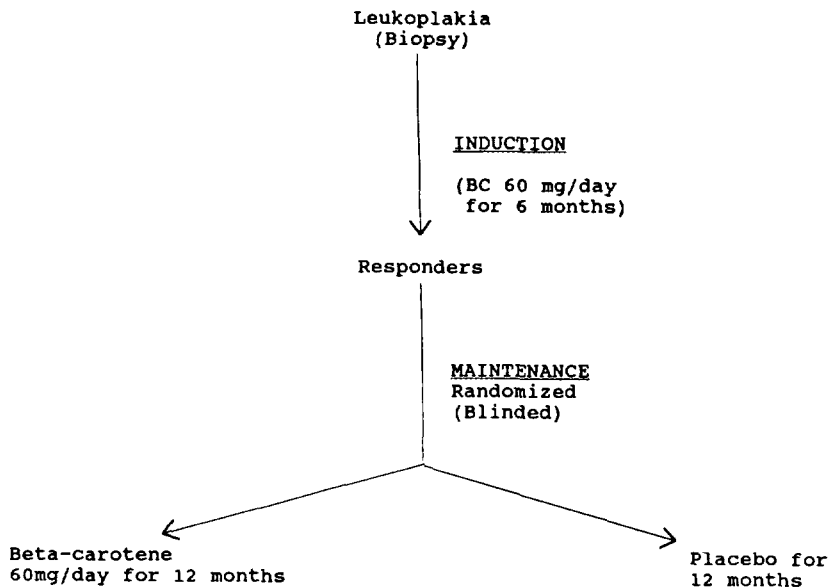 Leukoplakia
(Biopsy)
INDUCTION
(BC 60 mg/day
for 6 months)
Responders
MAINTENANCE
Randomized
(Blinded)
Beta-carotene
60mg/day for 12 months
Placebo for
12 months